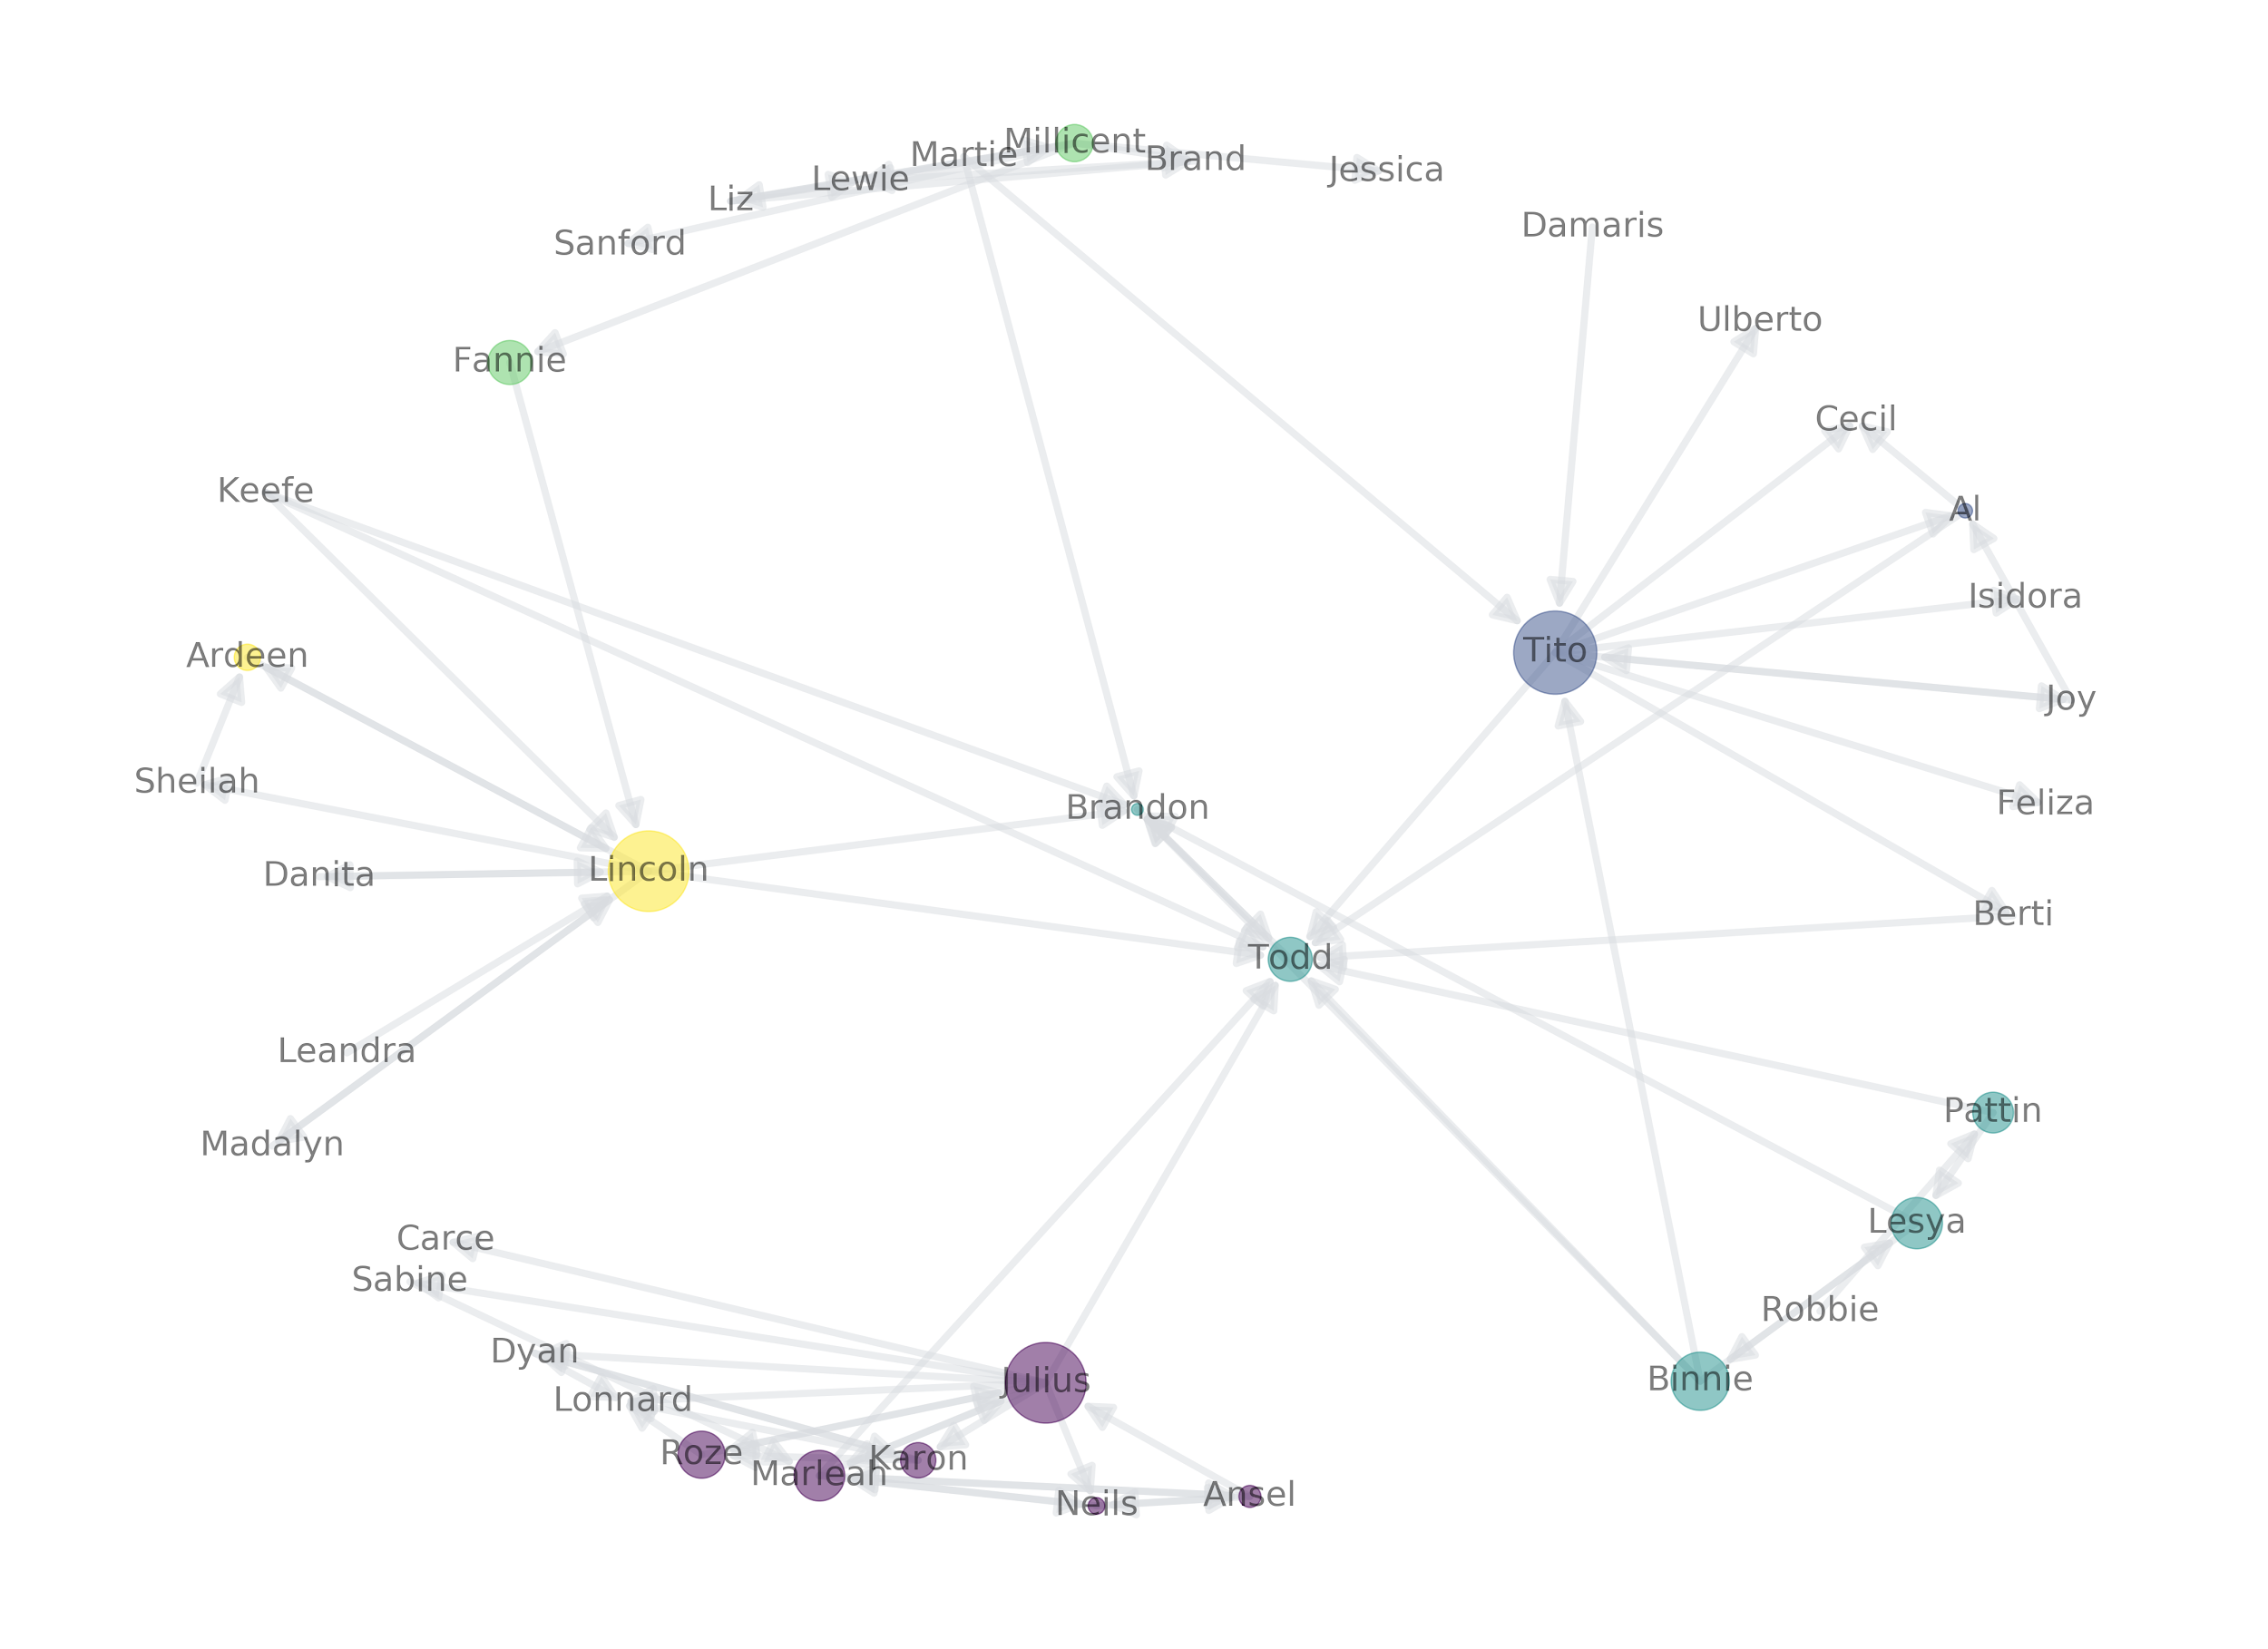 Millicent
Martie
Brand
Jessica
Lewie
Liz
Sanford
Damaris
Ulberto
Fannie
Cecil
Keefe
Al
Isidora
Ardeen
Tito
Joy
Sheilah
Brandon
Feliza
Lincoln
Danita
Berti
Todd
Leandra
Pattin
Madalyn
Lesya
Carce
Sabine
Robbie
Dyan
Julius
Binnie
Lonnard
Roze
Karon
Marleah
Neils
Ansel